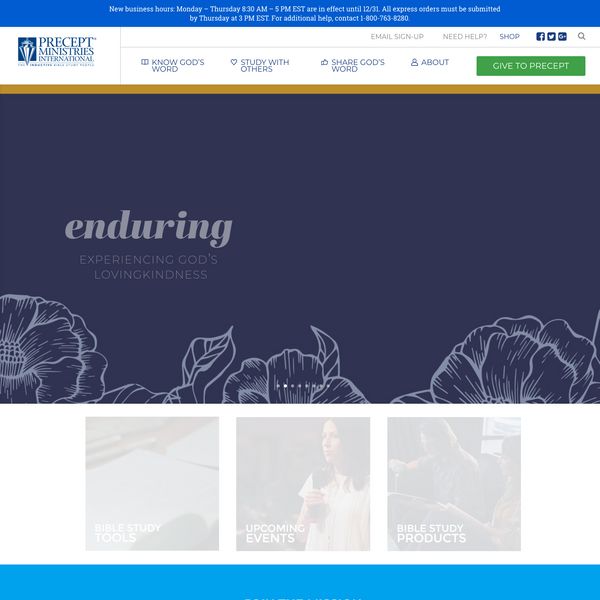 New business hours: Monday – Thursday 8:30 AM – 5 PM EST are in effect until 12/31. All express orders must be submitted
by Thursday at 3 PM EST. For additional help, contact 1-800-763-8280.
PRECEPT®
MINISTRIES
INTERNATIONAL
THE INDUCTIVE BIBLE STUDY PEOPLE
EMAIL SIGN-UP NEED HELP? SHOP
KNOW GOD'S
WORD
STUDY WITH
OTHERS
SHARE GOD'S
WORD
ABOUT
GIVE TO PRECEPT
enduring
EXPERIENCING GOD'S
LOVINGKINDNESS
BIBLE STUDY
TOOLS
UPCOMING
EVENTS
BIBLE STUDY
PRODUCTS
JOIN THE MISSION